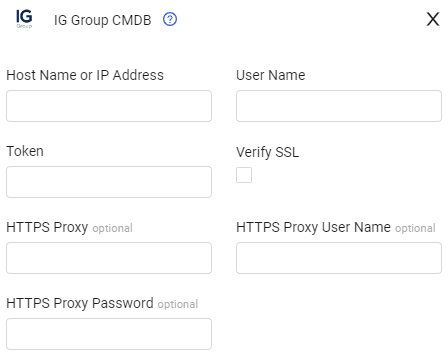 IG
Group
IG Group CMDB ?
X
Host Name or IP Address
User Name
Token
Verify SSL
HTTPS Proxy optional
HTTPS Proxy User Name optional
HTTPS Proxy Password optional